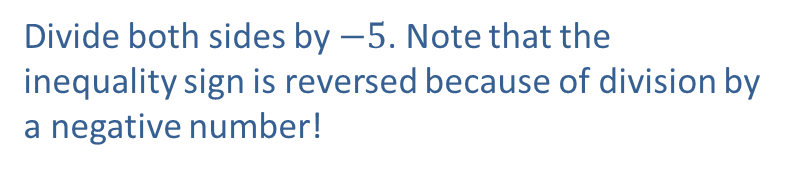 Divide both sides by −5. Note that the
inequality sign is reversed because of division by
a negative number!